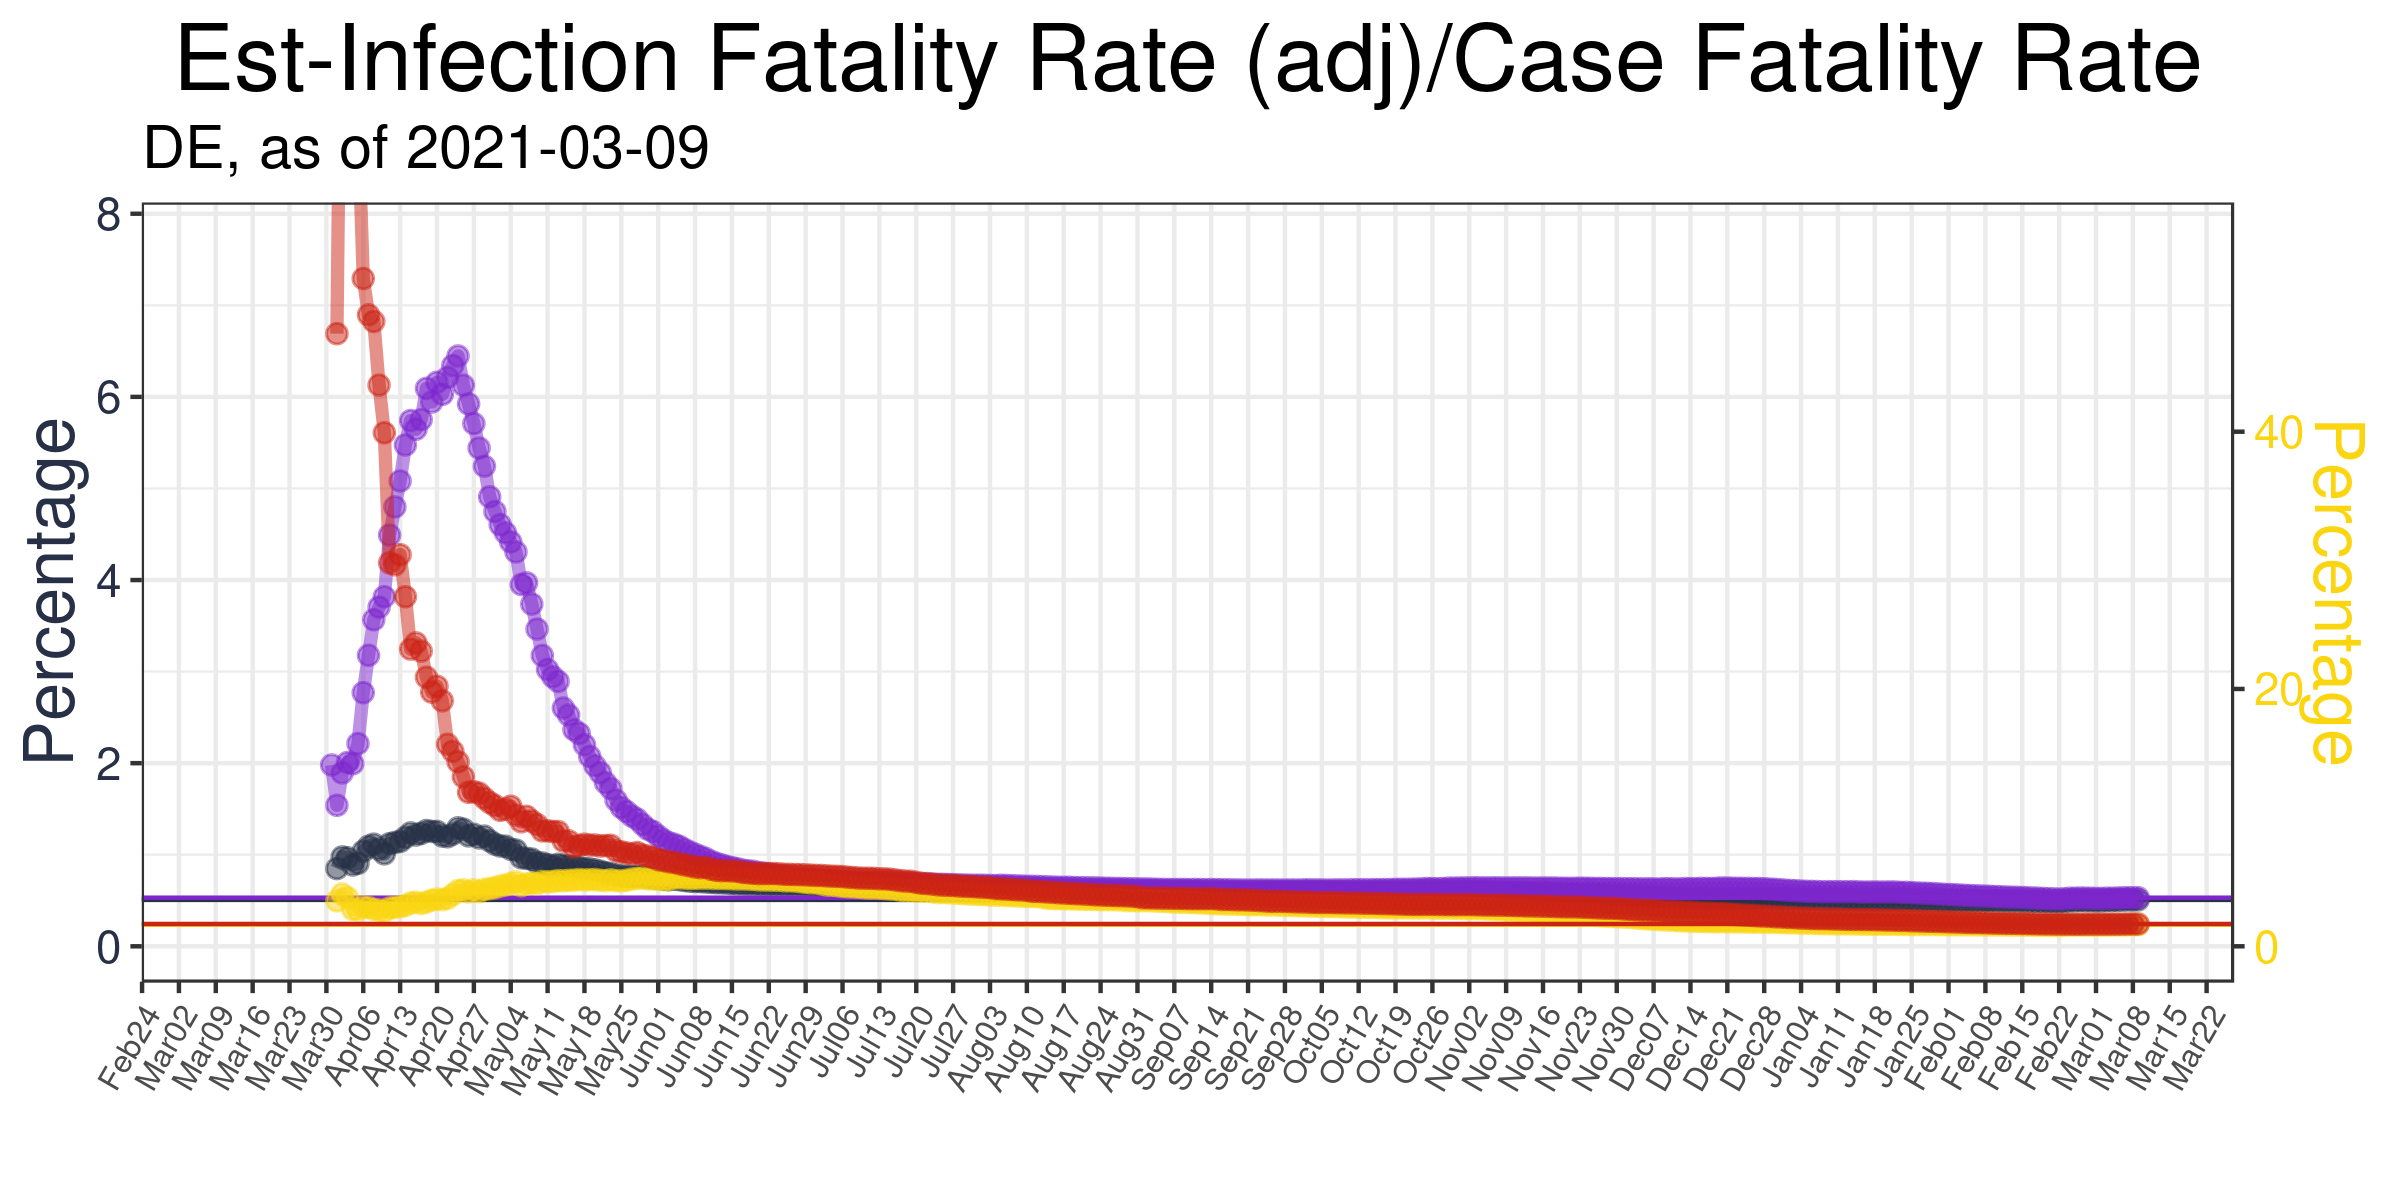 Est-Infection Fatality Rate (adj)/Case Fatality Rate
DE, as of 2021-03-09
Percentage
8
6
4
2
0
40
20
0
Percentage
Feb24
Mar02
Mar09
Mar16
Mar23
Mar30
Apr06
Apr13
Apr20
Apr27
May04
May11
May18
May25
Jun01
Jun08
Jun15
Jun22
Jun29
Jul06
Jul13
Jul20
Jul27
Aug03
Aug10
Aug17
Aug24
Aug31
Sep07
Sep14
Sep21
Sep28
Oct05
Oct12
Oct19
Oct26
Nov02
Nov09
Nov16
Nov23
Nov30
Dec07
Dec14
Dec21
Dec28
Jan04
Jan11
Jan18
Jan25
Feb01
Feb08
Feb15
Feb22
Mar01
Mar08
Mar15
Mar22